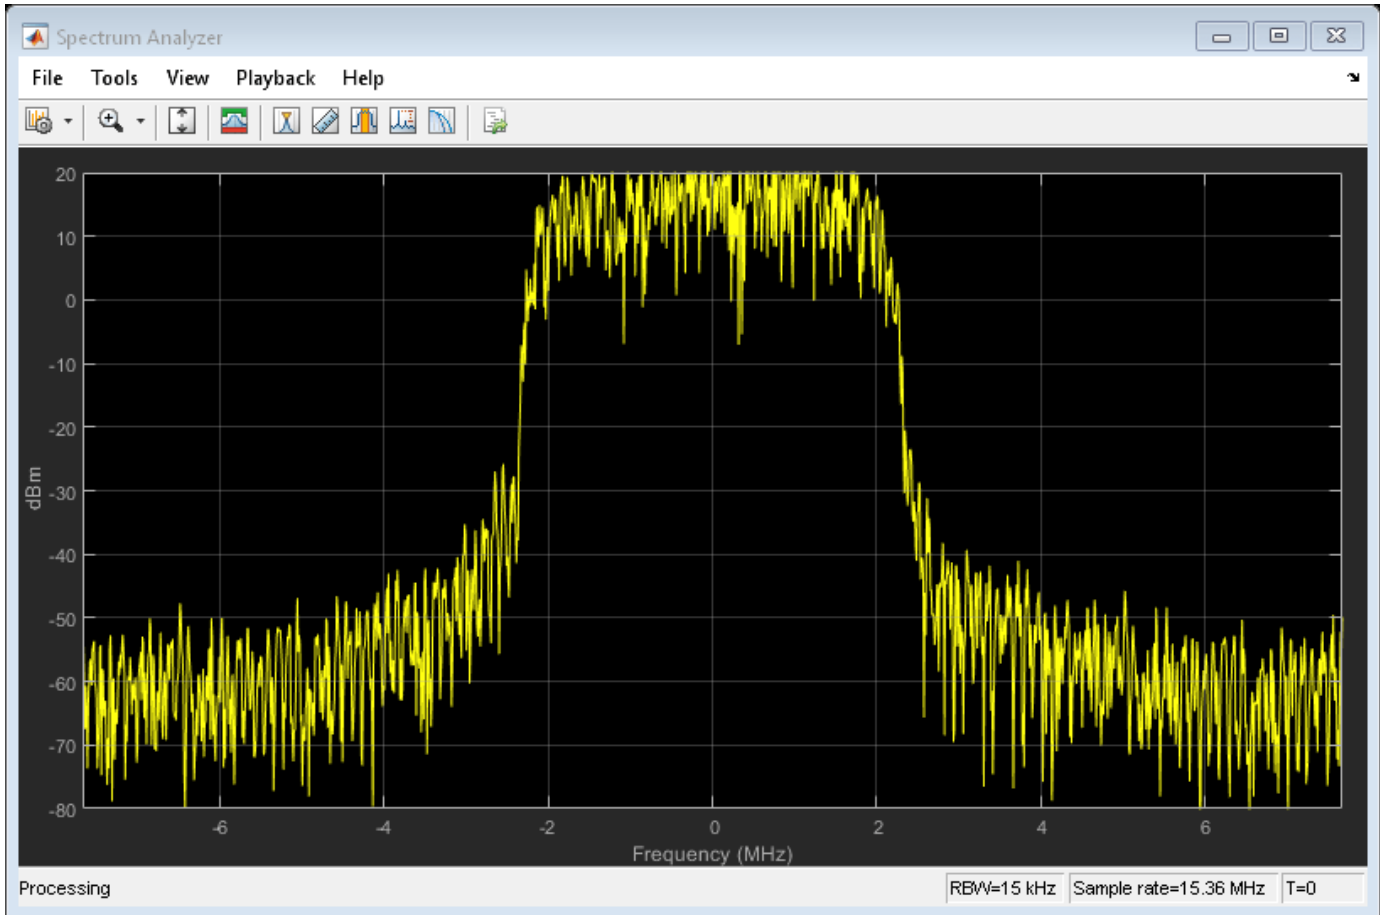 Spectrum Analyzer
File Tools View Playback Help
20
10
0
-10
-20
-30
-40
-50
-60
-70
-80
dBm
-6 -4 -2 0 2 4 6
Frequency (MHz)
Processing RBW=15 kHz Sample rate=15.36 MHz T=0